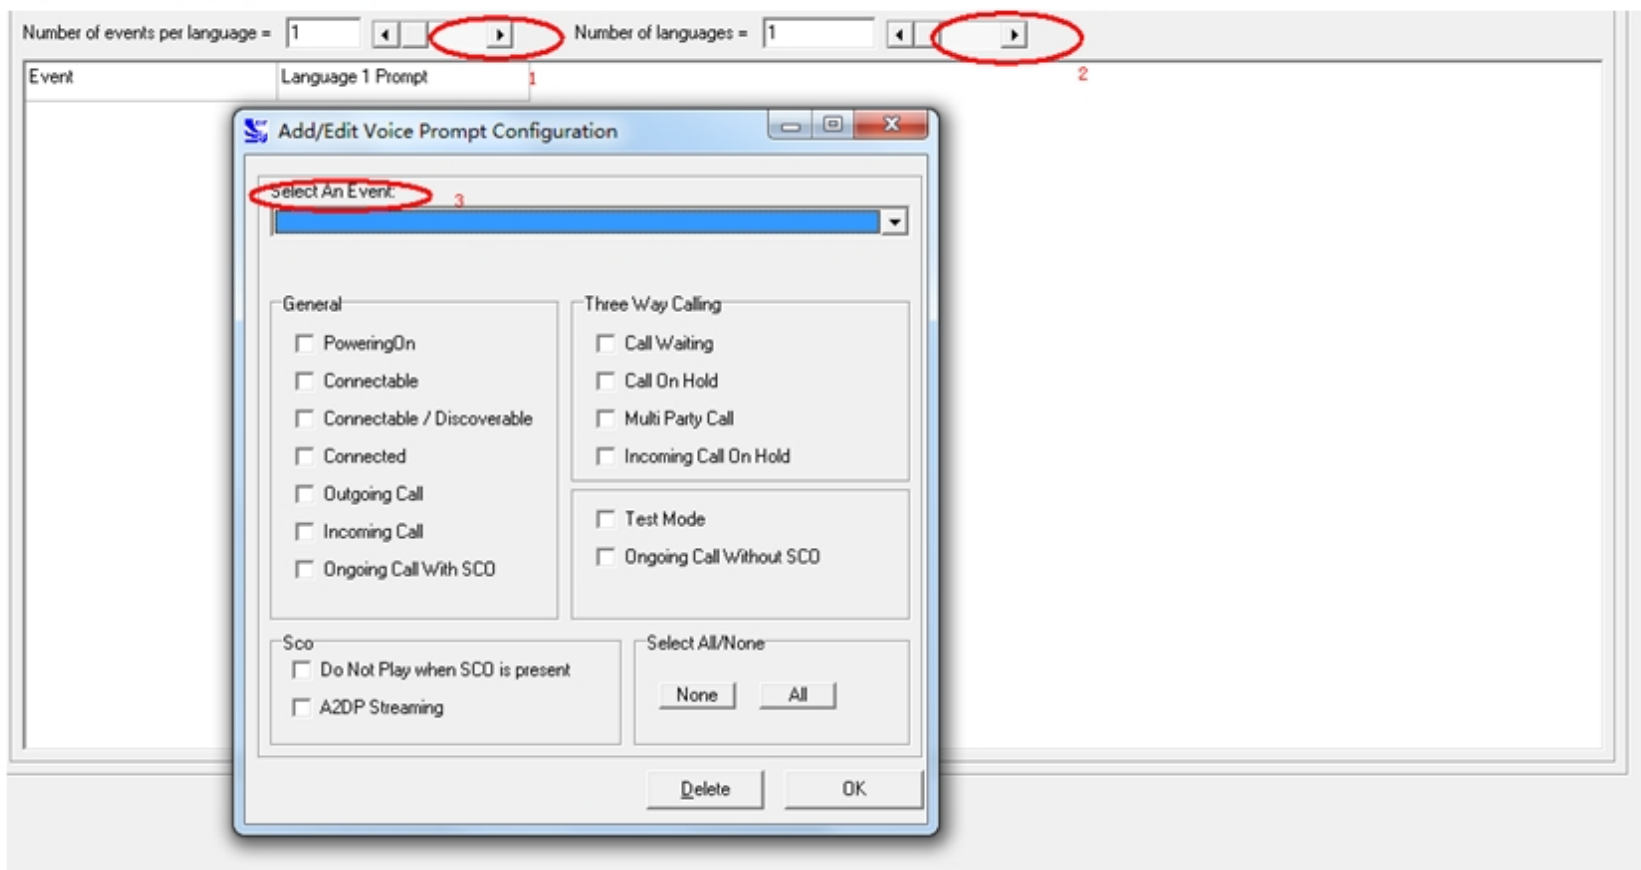 Number of events per language = 1 Number of languages = 1
Event Language 1 Prompt 1 2
Add/Edit Voice Prompt Configuration
Select An Event: 3
General Three Way Calling
PoweringOn Call Waiting
Connectable Call On Hold
Connectable / Discoverable Multi Party Call
Connected Incoming Call On Hold
Outgoing Call
Test Mode
Incoming Call
Ongoing Call Without SCO
Ongoing Call With SCO
Sco Select All/None
Do Not Play when SCO is present
None All
A2DP Streaming
Delete OK